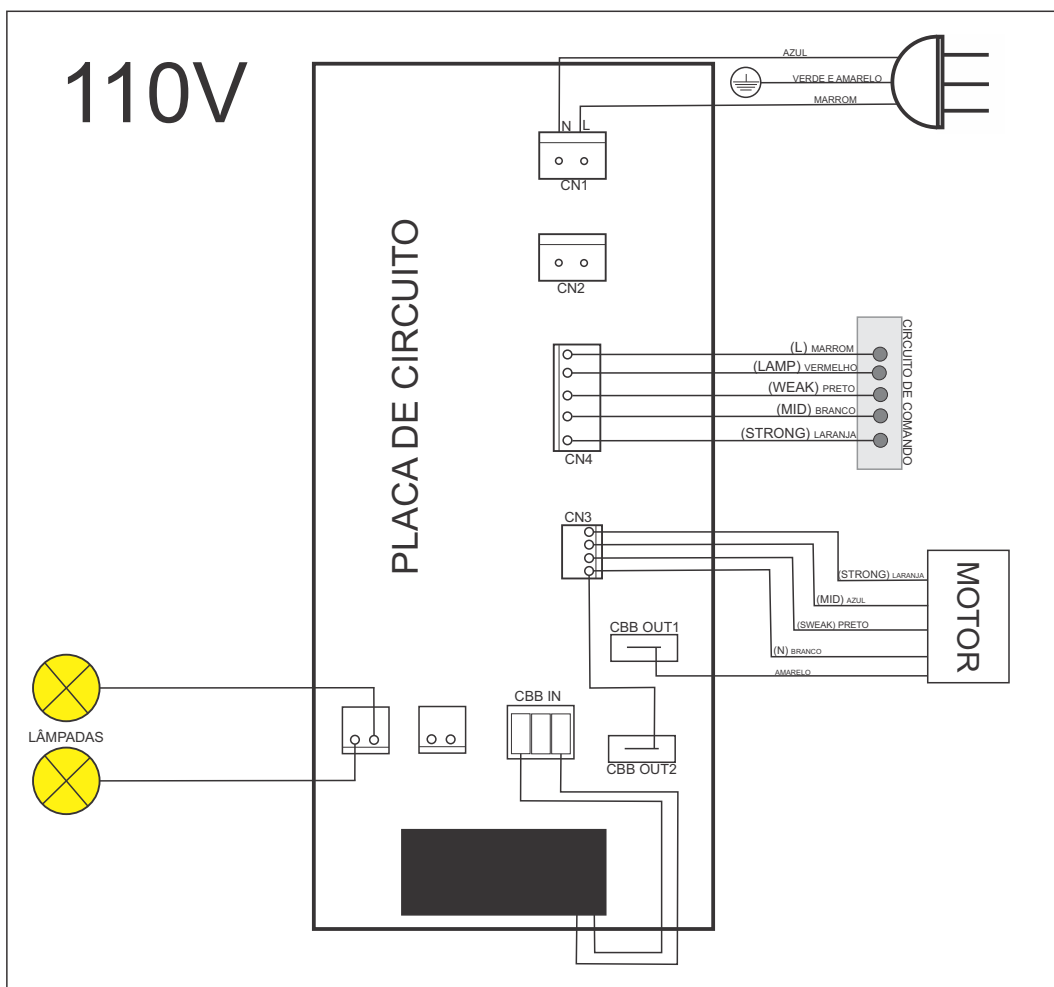 110V
AZUL
VERDE E AMARELO
MARROM
N L
CN1
CN2
PLACA DE CIRCUITO
(L) MARROM
(LAMP) VERMELHO
(WEAK) PRETO
(MID) BRANCO
(STRONG) LARANJA
CIRCUITO DE COMANDO
CN4
CN3
(STRONG) LARANJA
(MID) AZUL
(SWEAK) PRETO
(N) BRANCO
AMARELO
MOTOR
CBB OUT1
CBB IN
CBB OUT2
LÂMPADAS